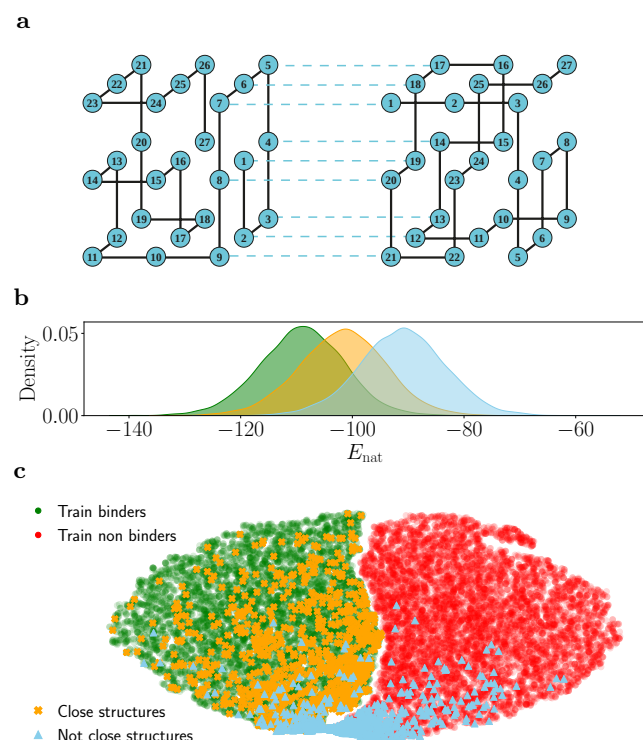 a
21 26 5 17 16 27
22 25 6 18 25 26
23 24 7 1 2 3
20 27 4 14 15 8
13 16 1 19 24 7
14 15 8 20 23 4
19 18 3 13 10 9
12 17 2 12 11 6
11 10 9 21 22 5
b
Density
0.05
0.00
−140 −120 −100 −80 −60
E_nat
c
Train binders
Train non binders
Close structures
Not close structures